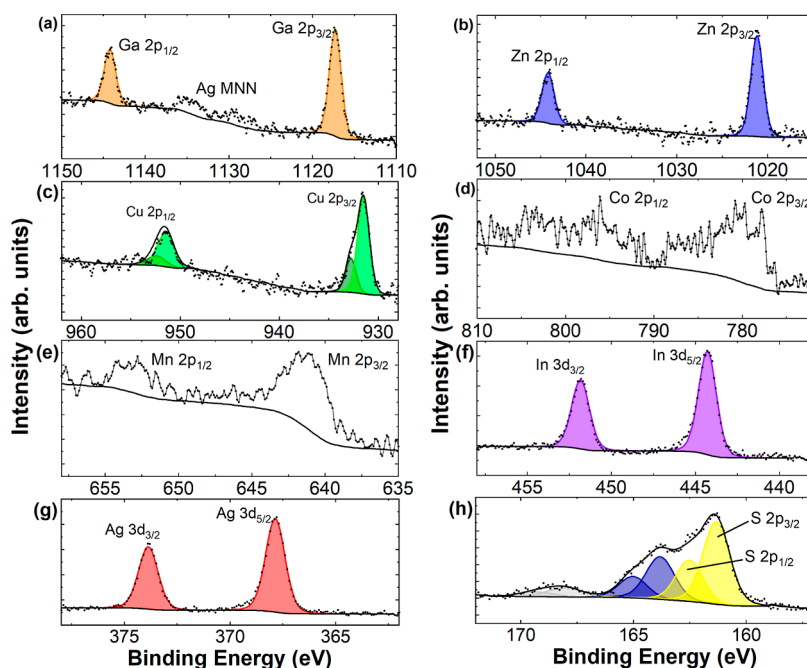 (a) Ga 2p1/2 Ag MNN Ga 2p3/2
1150 1140 1130 1120 1110
(b) Zn 2p1/2 Zn 2p3/2
1050 1040 1030 1020
(c) Cu 2p1/2 Cu 2p3/2
960 950 940 930
(d) Co 2p1/2 Co 2p3/2
810 800 790 780
(e) Mn 2p1/2 Mn 2p3/2
655 650 645 640 635
(f) In 3d3/2 In 3d5/2
455 450 445 440
(g) Ag 3d3/2 Ag 3d5/2
375 370 365
(h) S 2p3/2
S 2p1/2
170 165 160
Intensity (arb. units)
Intensity (arb. units)
Binding Energy (eV)
Binding Energy (eV)